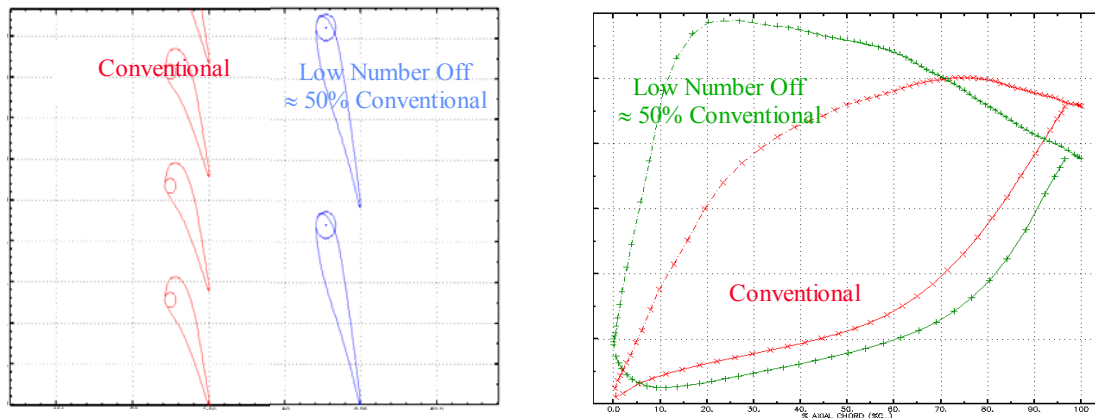 Conventional
Low Number Off
≈ 50% Conventional
Low Number Off
≈ 50% Conventional
Conventional
0.0 10. 20. 30. 40. 50. 60. 70. 80. 90. 100.
% AXIAL CHORD